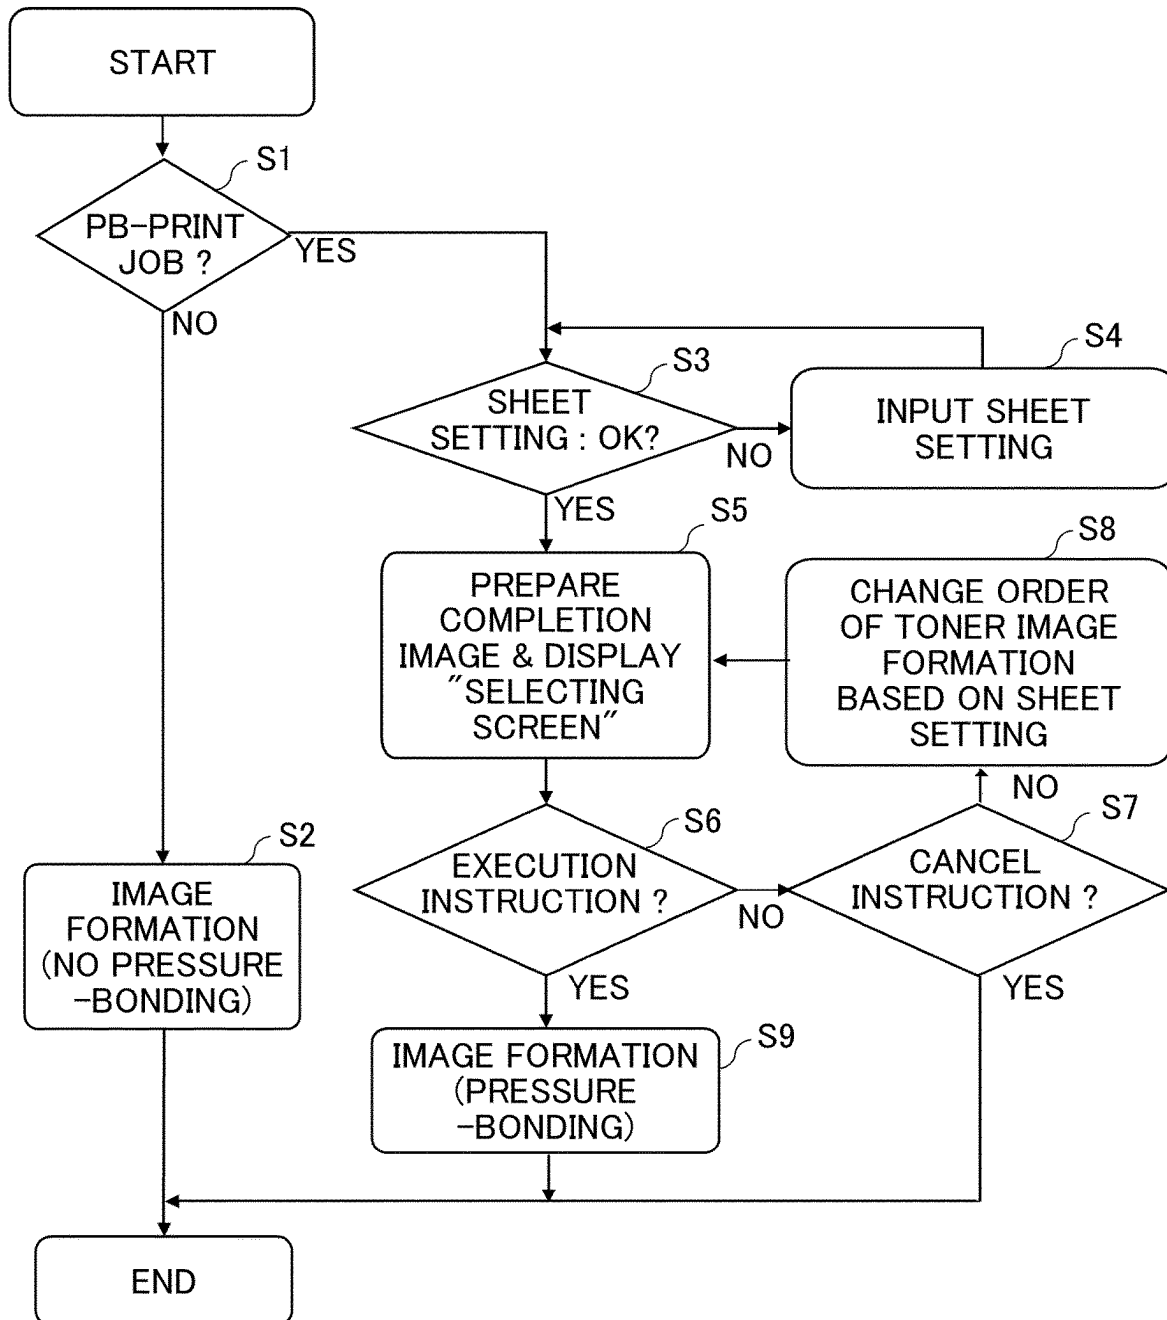 START
S1
PB-PRINT
JOB ?
YES
NO
S3
SHEET
SETTING : OK?
NO
YES
S4
INPUT SHEET
SETTING
S5
PREPARE
COMPLETION
IMAGE & DISPLAY
"SELECTING
SCREEN"
S8
CHANGE ORDER
OF TONER IMAGE
FORMATION
BASED ON SHEET
SETTING
S6
EXECUTION
INSTRUCTION ?
NO
YES
NO
S7
CANCEL
INSTRUCTION ?
YES
S2
IMAGE
FORMATION
(NO PRESSURE
-BONDING)
S9
IMAGE FORMATION
(PRESSURE
-BONDING)
END